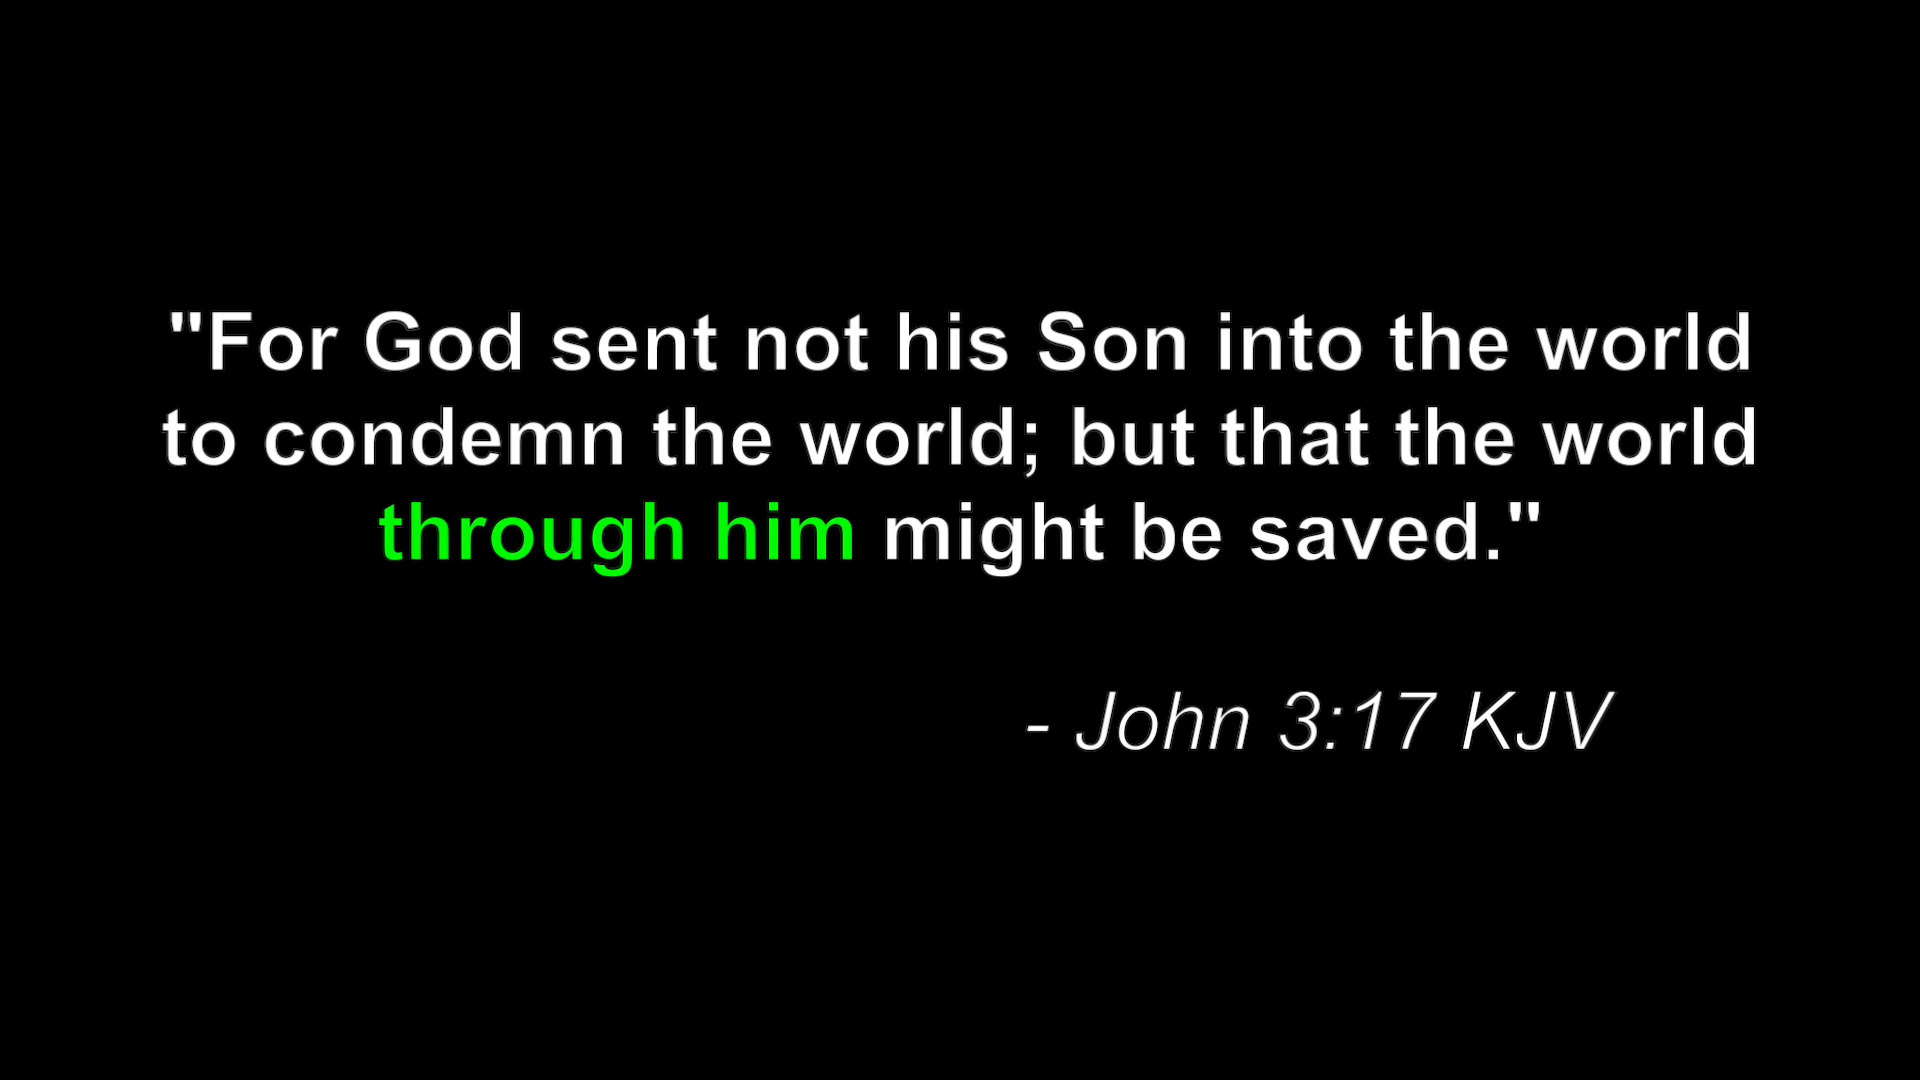 "For God sent not his Son into the world
to condemn the world; but that the world
through him might be saved."
- John 3:17 KJV